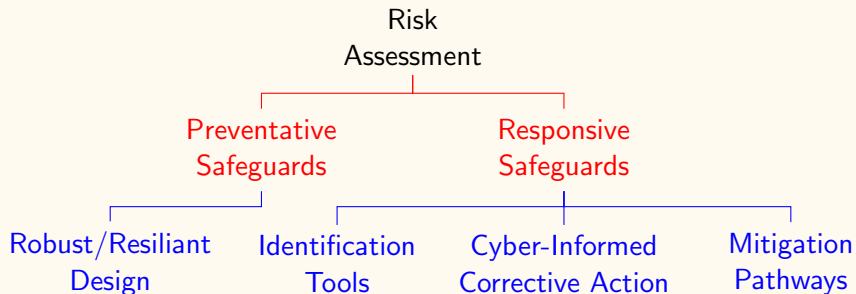 Risk
Assessment
Preventative
Safeguards
Responsive
Safeguards
Robust/Resiliant
Design
Identification
Tools
Cyber-Informed
Corrective Action
Mitigation
Pathways